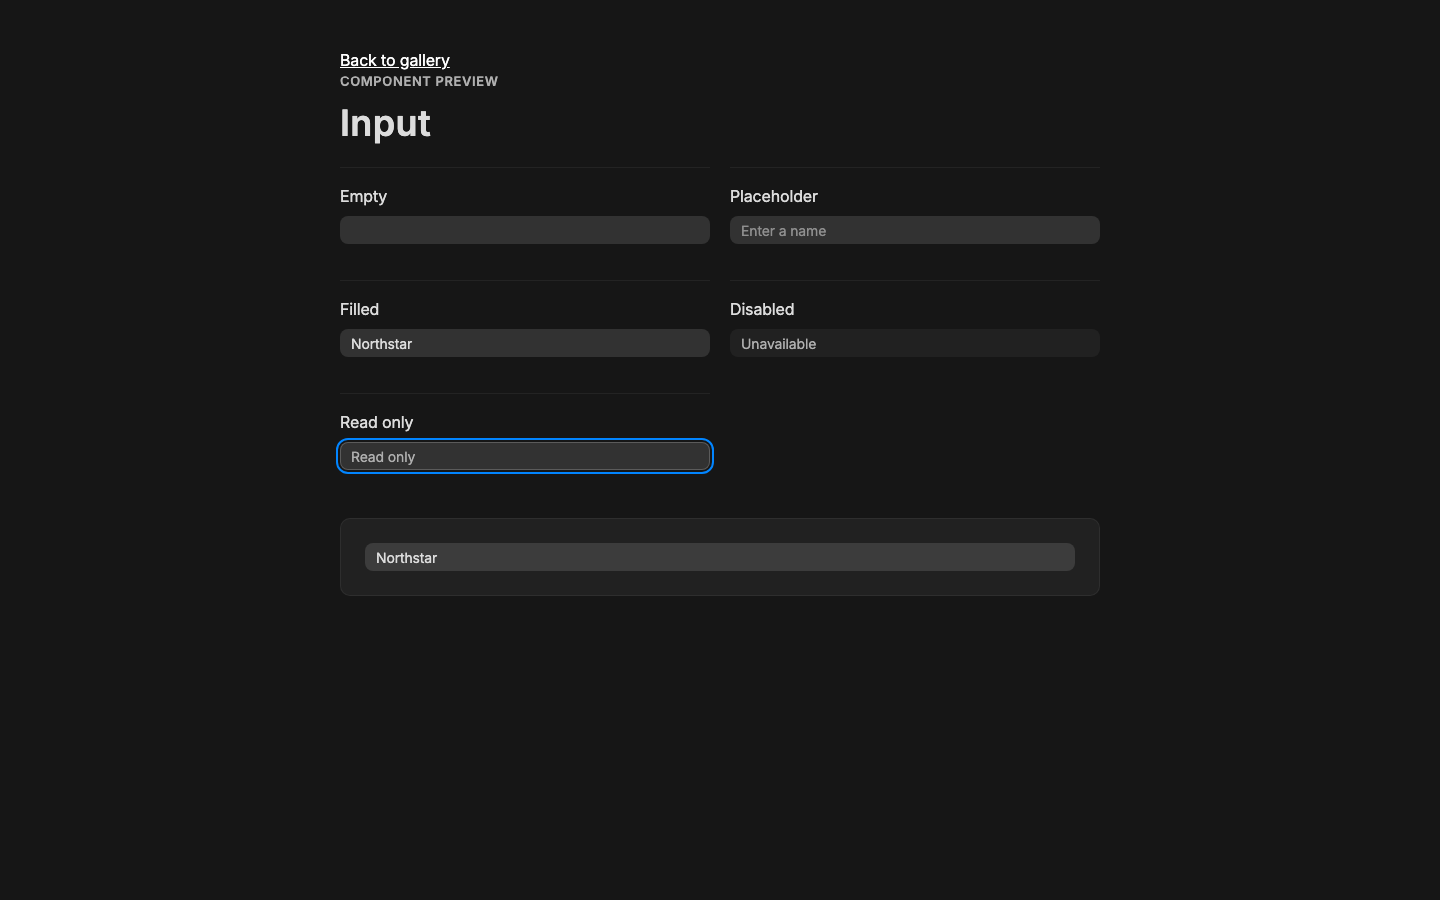 Back to gallery
COMPONENT PREVIEW
Input
Empty
Placeholder
Enter a name
Filled
Northstar
Disabled
Unavailable
Read only
Read only
Northstar